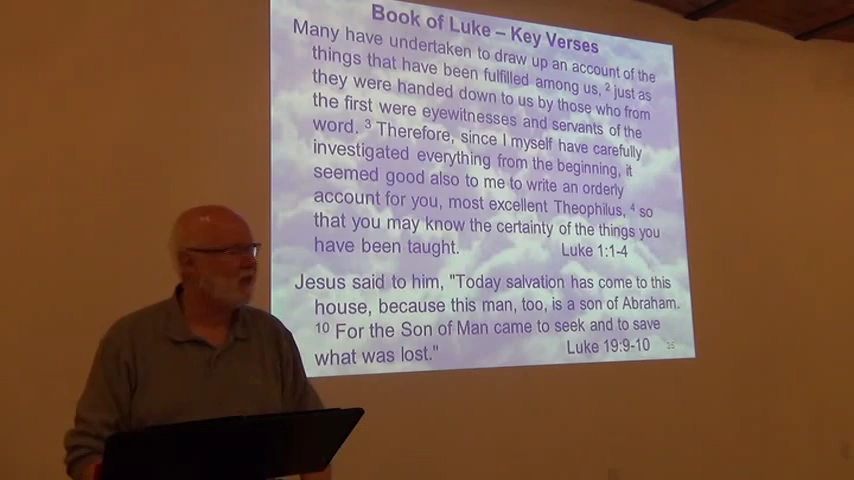 Book of Luke – Key Verses
Many have undertaken to draw up an account of the
things that have been fulfilled among us, ² just as
they were handed down to us by those who from
the first were eyewitnesses and servants of the
word. ³ Therefore, since I myself have carefully
investigated everything from the beginning, it
seemed good also to me to write an orderly
account for you, most excellent Theophilus, ⁴ so
that you may know the certainty of the things you
have been taught. Luke 1:1-4
Jesus said to him, "Today salvation has come to this
house, because this man, too, is a son of Abraham.
¹⁰ For the Son of Man came to seek and to save
what was lost." Luke 19:9-10